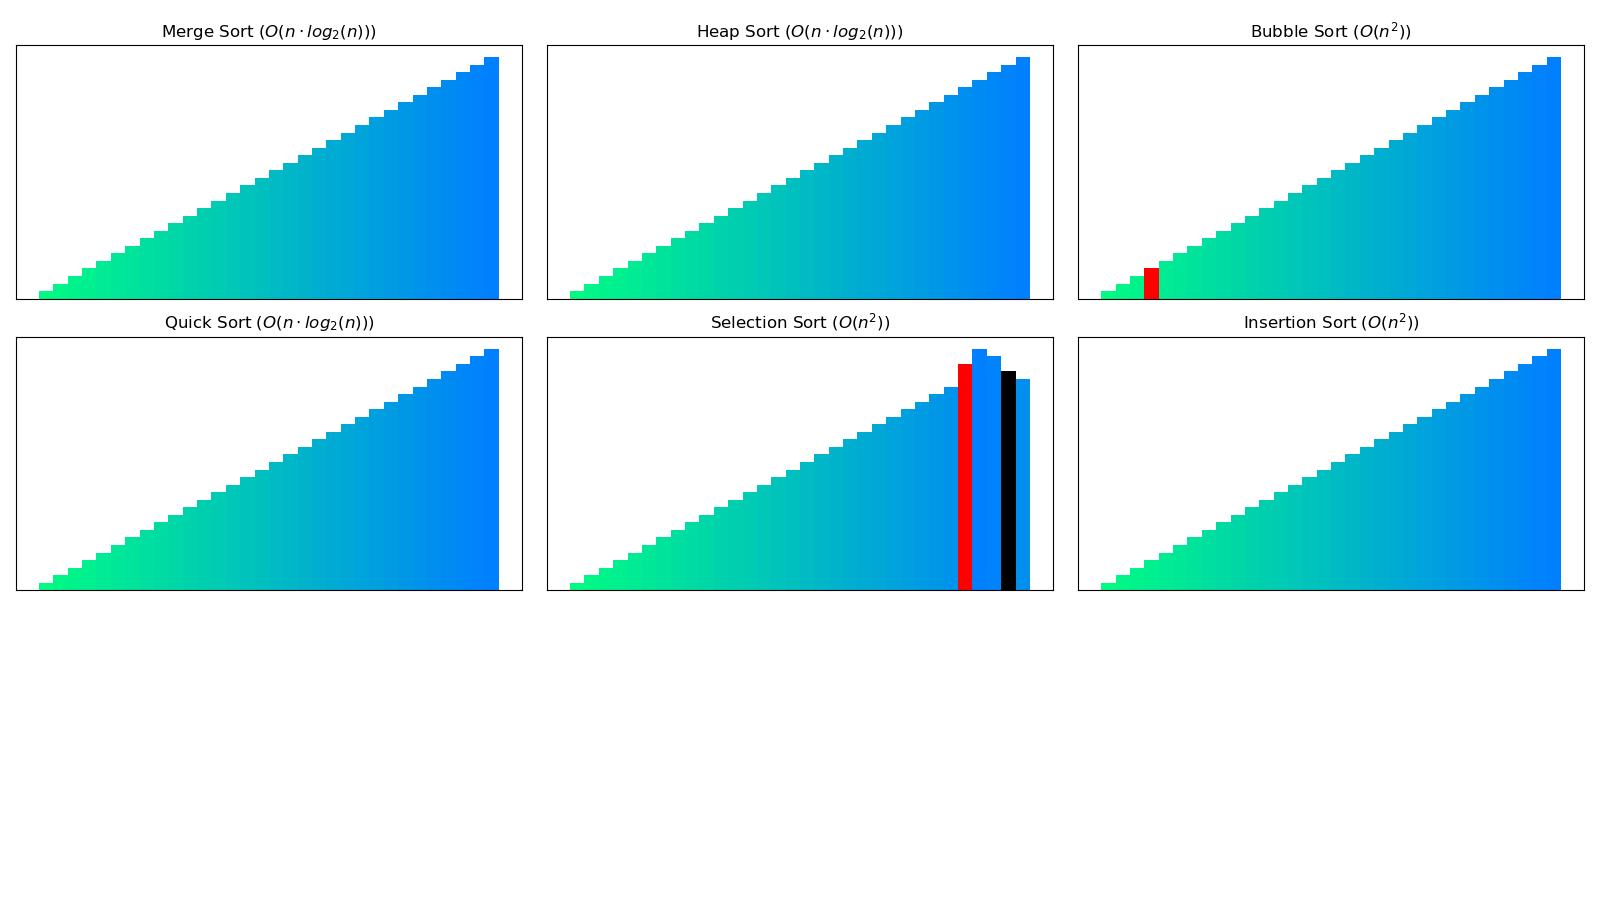 Merge Sort (O(n · log₂(n)))
Heap Sort (O(n · log₂(n)))
Bubble Sort (O(n²))
Quick Sort (O(n · log₂(n)))
Selection Sort (O(n²))
Insertion Sort (O(n²))